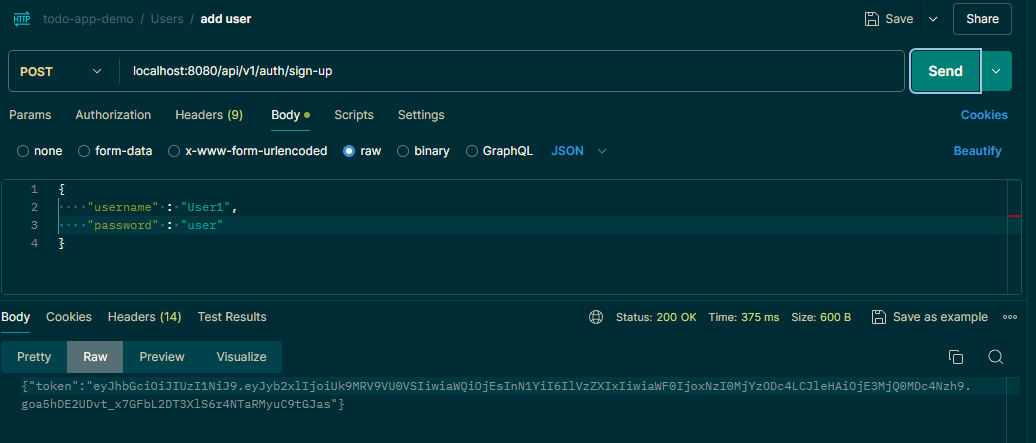 HTTP todo-app-demo / Users / add user Save Share
POST localhost:8080/api/v1/auth/sign-up Send
Params Authorization Headers (9) Body Scripts Settings Cookies
none form-data x-www-form-urlencoded raw binary GraphQL JSON Beautify
1 {
2 "username" : "User1",
3 "password" : "user"
4 }
Body Cookies Headers (14) Test Results Status: 200 OK Time: 375 ms Size: 600 B Save as example
Pretty Raw Preview Visualize
{"token":"eyJhbGciOiJIUzI1NiJ9.eyJyb2xlIjoiUk9MRV9VU0VSIiwiaWQiOjEsInN1YiI6IlVzZXIxIiwiaWF0IjoxNzI0MjYzODc4LCJleHAiOjE3MjQ0MDc4Nzh9.
goa5hDE2UDvt_x7GFbL2DT3XlS6r4NTaRMyuC9tGJas"}